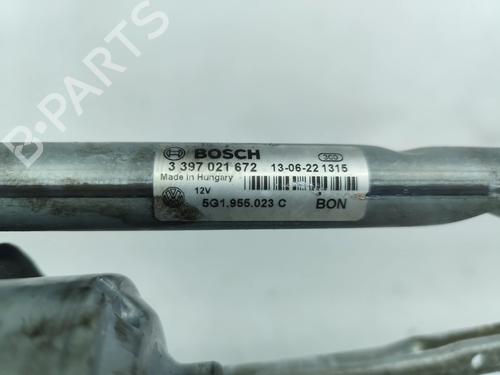 BOSCH
3 397 021 672 13-06-22 1315
Made in Hungary
12V
5G1.955.023 C BON
B-PARTS